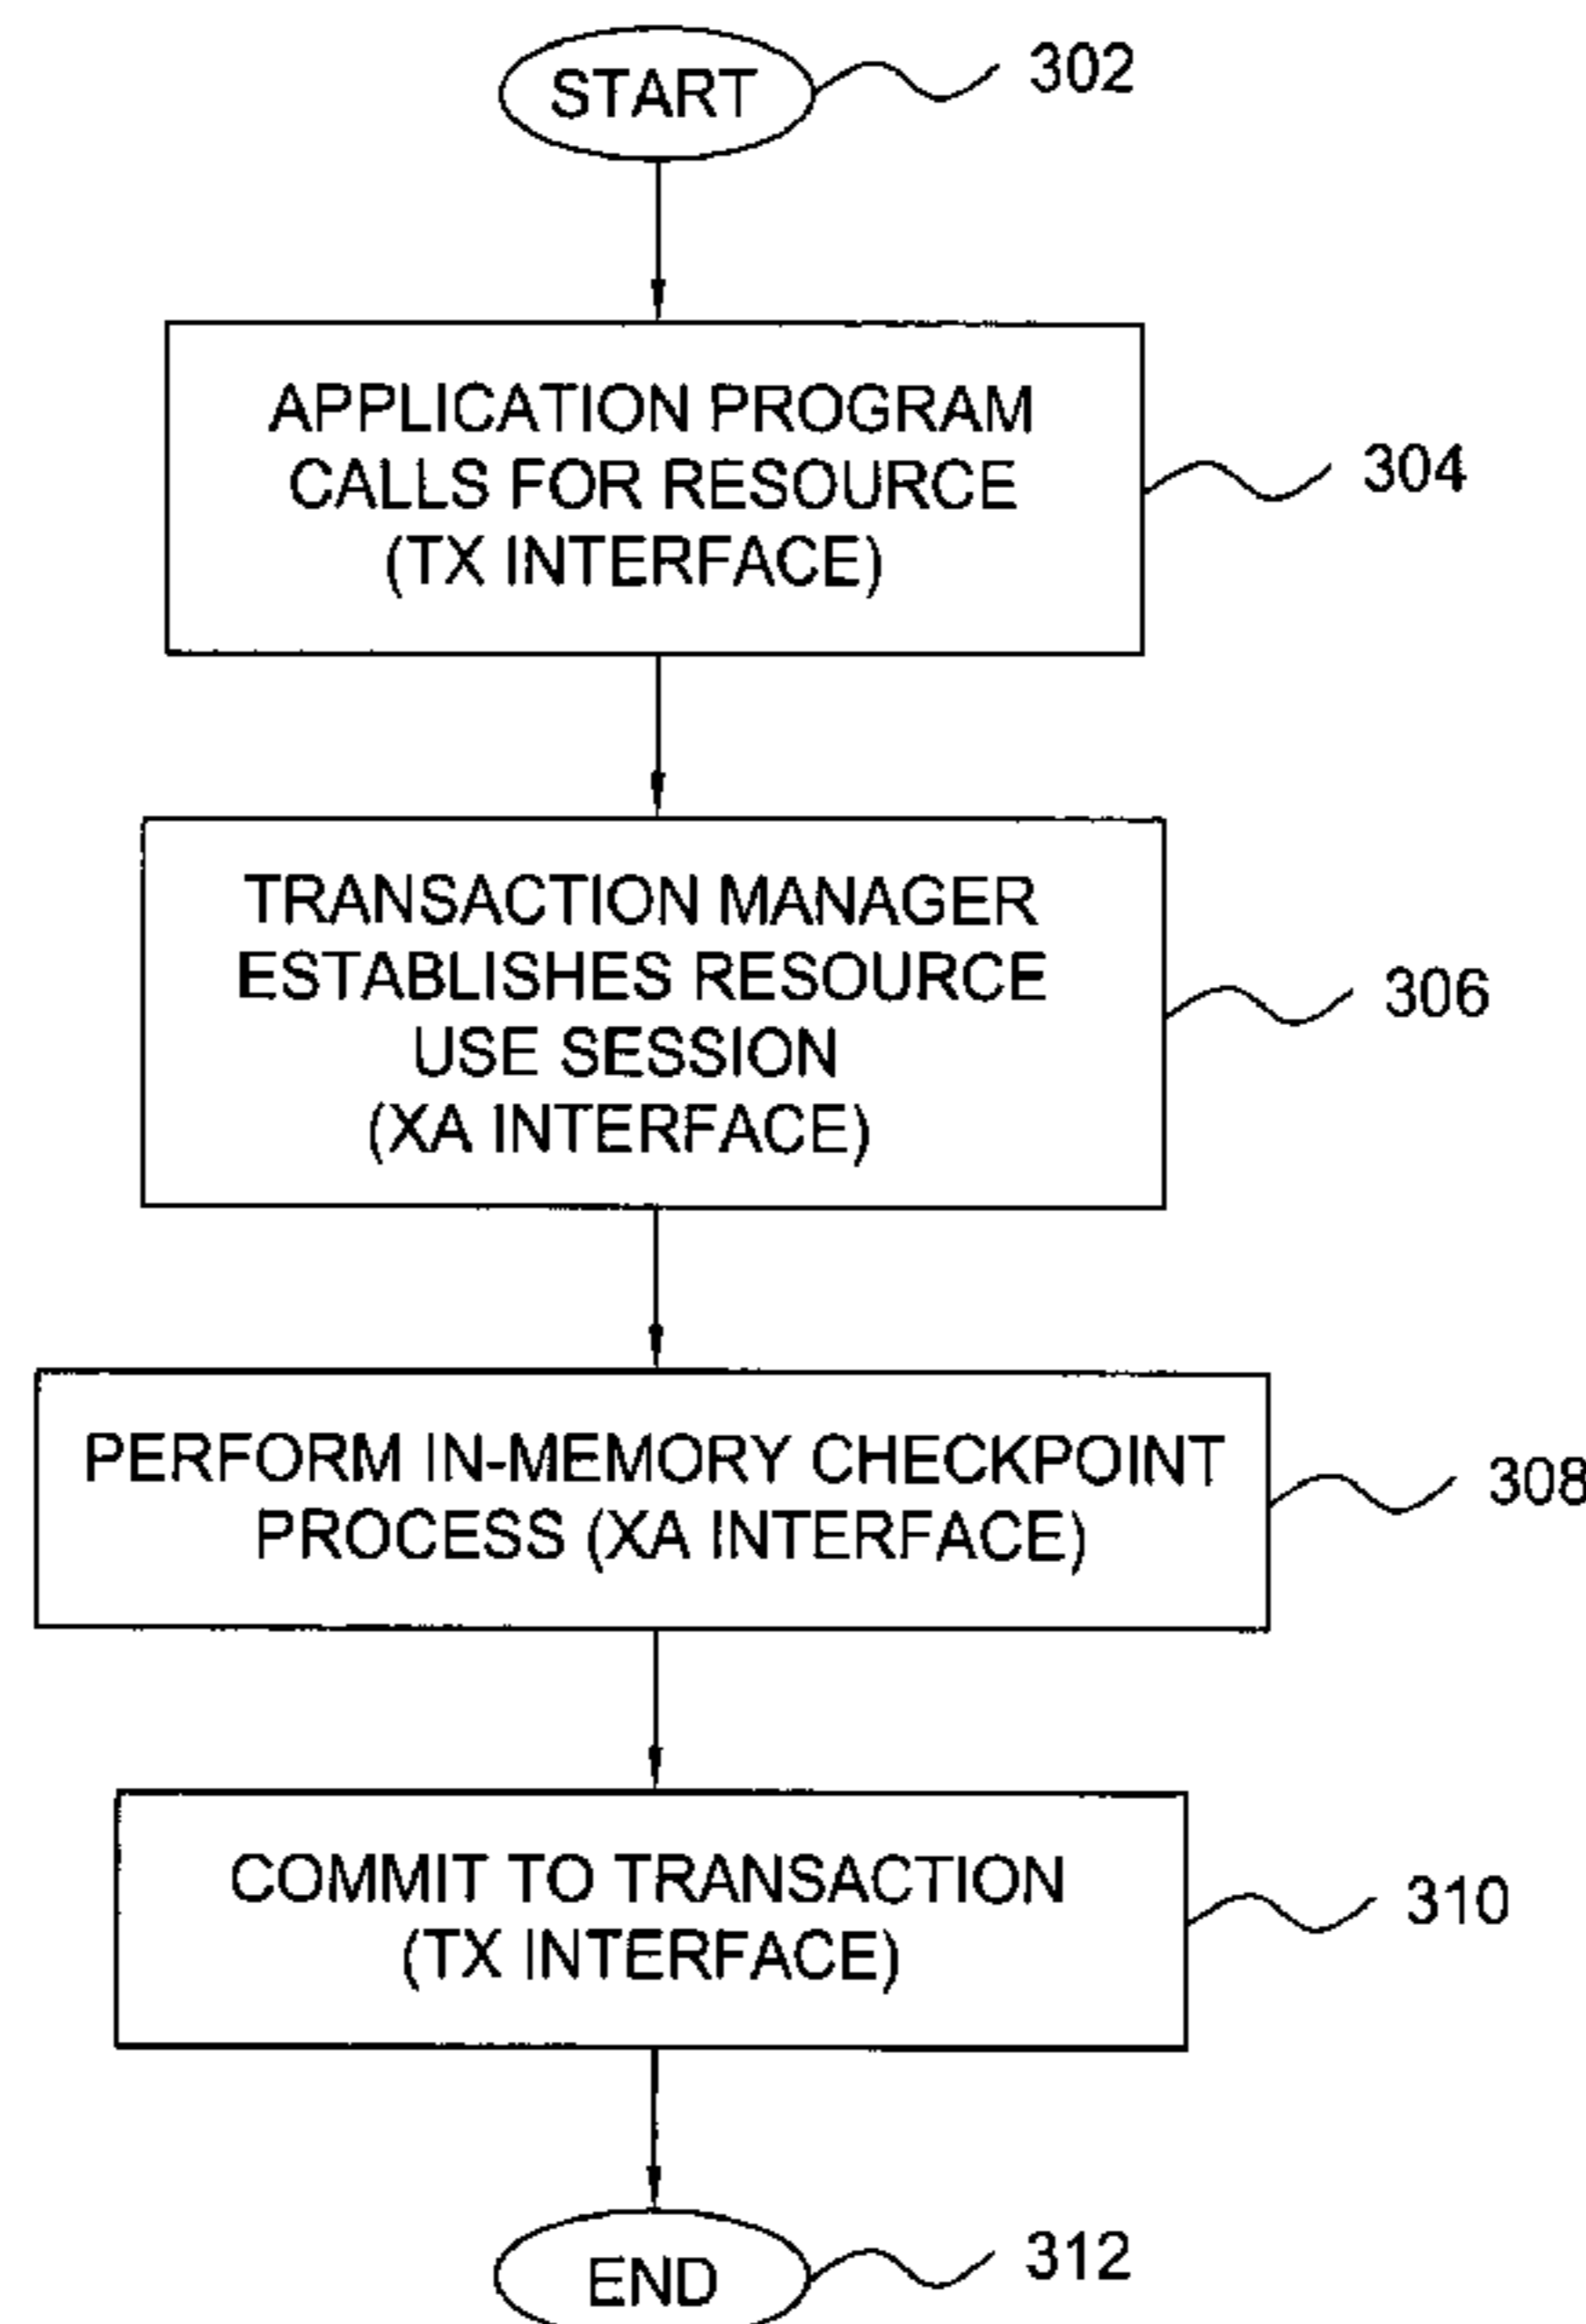 START
302
APPLICATION PROGRAM
CALLS FOR RESOURCE
(TX INTERFACE)
304
TRANSACTION MANAGER
ESTABLISHES RESOURCE
USE SESSION
(XA INTERFACE)
306
PERFORM IN-MEMORY CHECKPOINT
PROCESS (XA INTERFACE)
308
COMMIT TO TRANSACTION
(TX INTERFACE)
310
END
312